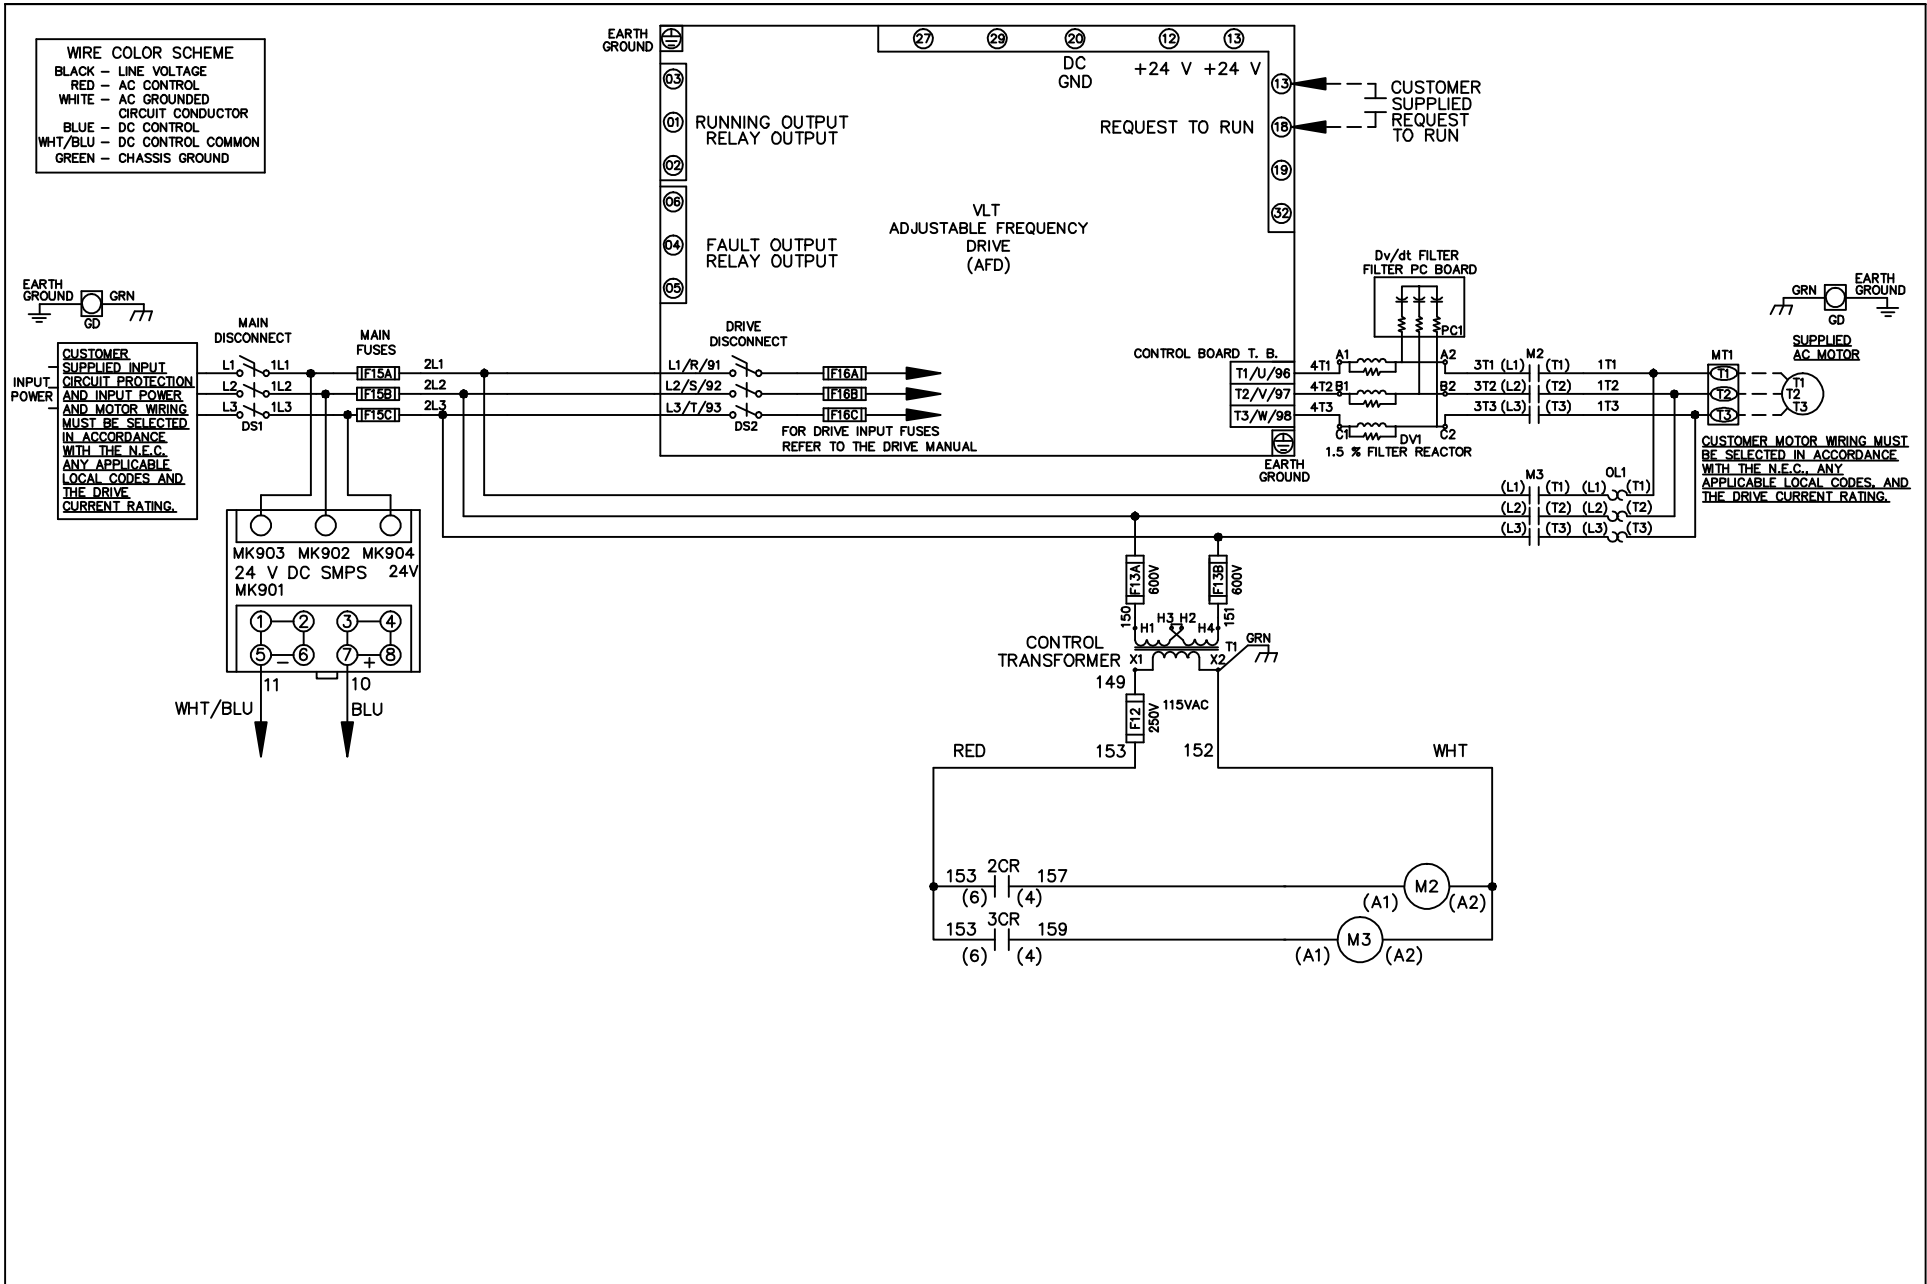 WIRE COLOR SCHEME
BLACK – LINE VOLTAGE
RED – AC CONTROL
WHITE – AC GROUNDED
CIRCUIT CONDUCTOR
BLUE – DC CONTROL
WHT/BLU – DC CONTROL COMMON
GREEN – CHASSIS GROUND
EARTH
GROUND
03
01
02
RUNNING OUTPUT
RELAY OUTPUT
06
04
05
FAULT OUTPUT
RELAY OUTPUT
27 29 20 12 13
DC
GND
+24 V +24 V
13
REQUEST TO RUN 18
19
32
CUSTOMER
SUPPLIED
REQUEST
TO RUN
VLT
ADJUSTABLE FREQUENCY
DRIVE
(AFD)
EARTH
GROUND
GRN
GD
INPUT
POWER
CUSTOMER
SUPPLIED INPUT
CIRCUIT PROTECTION
AND INPUT POWER
AND MOTOR WIRING
MUST BE SELECTED
IN ACCORDANCE
WITH THE N.E.C.
ANY APPLICABLE
LOCAL CODES AND
THE DRIVE
CURRENT RATING.
MAIN
DISCONNECT
L1 1L1
L2 1L2
L3 1L3
DS1
MAIN
FUSES
F15A 2L1
F15B 2L2
F15C 2L3
DRIVE
DISCONNECT
L1/R/91 F16A
L2/S/92 F16B
L3/T/93 F16C
DS2
FOR DRIVE INPUT FUSES
REFER TO THE DRIVE MANUAL
CONTROL BOARD T. B.
T1/U/96
T2/V/97
T3/W/98
EARTH
GROUND
Dv/dt FILTER
FILTER PC BOARD
PC1
4T1 A1 A2
4T2 B1 B2
4T3 C1 C2
DV1
1.5 % FILTER REACTOR
M2
3T1 (L1) (T1) 1T1
3T2 (L2) (T2) 1T2
3T3 (L3) (T3) 1T3
MT1
T1
T2
T3
T1
T2
T3
GRN
GD
EARTH
GROUND
SUPPLIED
AC MOTOR
CUSTOMER MOTOR WIRING MUST
BE SELECTED IN ACCORDANCE
WITH THE N.E.C., ANY
APPLICABLE LOCAL CODES, AND
THE DRIVE CURRENT RATING.
M3 OL1
(L1) (T1) (L1) (T1)
(L2) (T2) (L2) (T2)
(L3) (T3) (L3) (T3)
MK903 MK902 MK904
24 V DC SMPS 24V
MK901
1 2 3 4
5 – 6 7 + 8
11 10
WHT/BLU BLU
F13A 600V F13B 600V
150 151
H1 H3 H2 H4
CONTROL
TRANSFORMER
X1 X2 T1 GRN
149
F12 250V 115VAC
RED 153 152 WHT
2CR
153 157 M2
(6) (4) (A1) (A2)
3CR
153 159 M3
(6) (4) (A1) (A2)